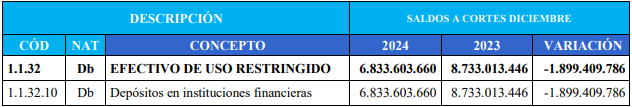 DESCRIPCIÓN SALDOS A CORTES DICIEMBRE
CÓD NAT CONCEPTO 2024 2023 VARIACIÓN
1.1.32 Db EFECTIVO DE USO RESTRINGIDO 6.833.603.660 8.733.013.446 -1.899.409.786
1.1.32.10 Db Depósitos en instituciones financieras 6.833.603.660 8.733.013.446 -1.899.409.786